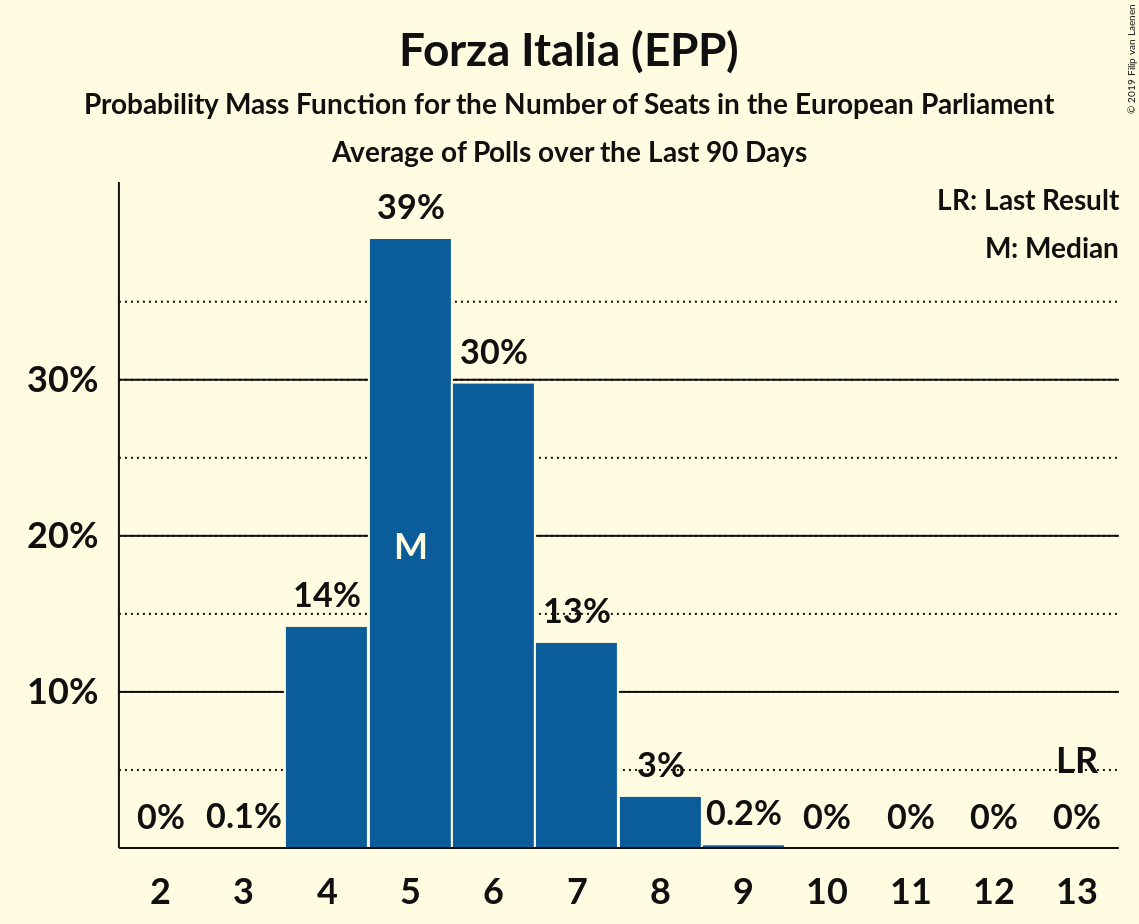 Forza Italia (EPP)
Probability Mass Function for the Number of Seats in the European Parliament
Average of Polls over the Last 90 Days
© 2019 Filip van Laenen
LR: Last Result
M: Median
39%
30%
30%
20%
M
14%
13%
10%
3%
LR
0%
0.1%
0.2%
0%
0%
0%
0%
2 3 4 5 6 7 8 9 10 11 12 13